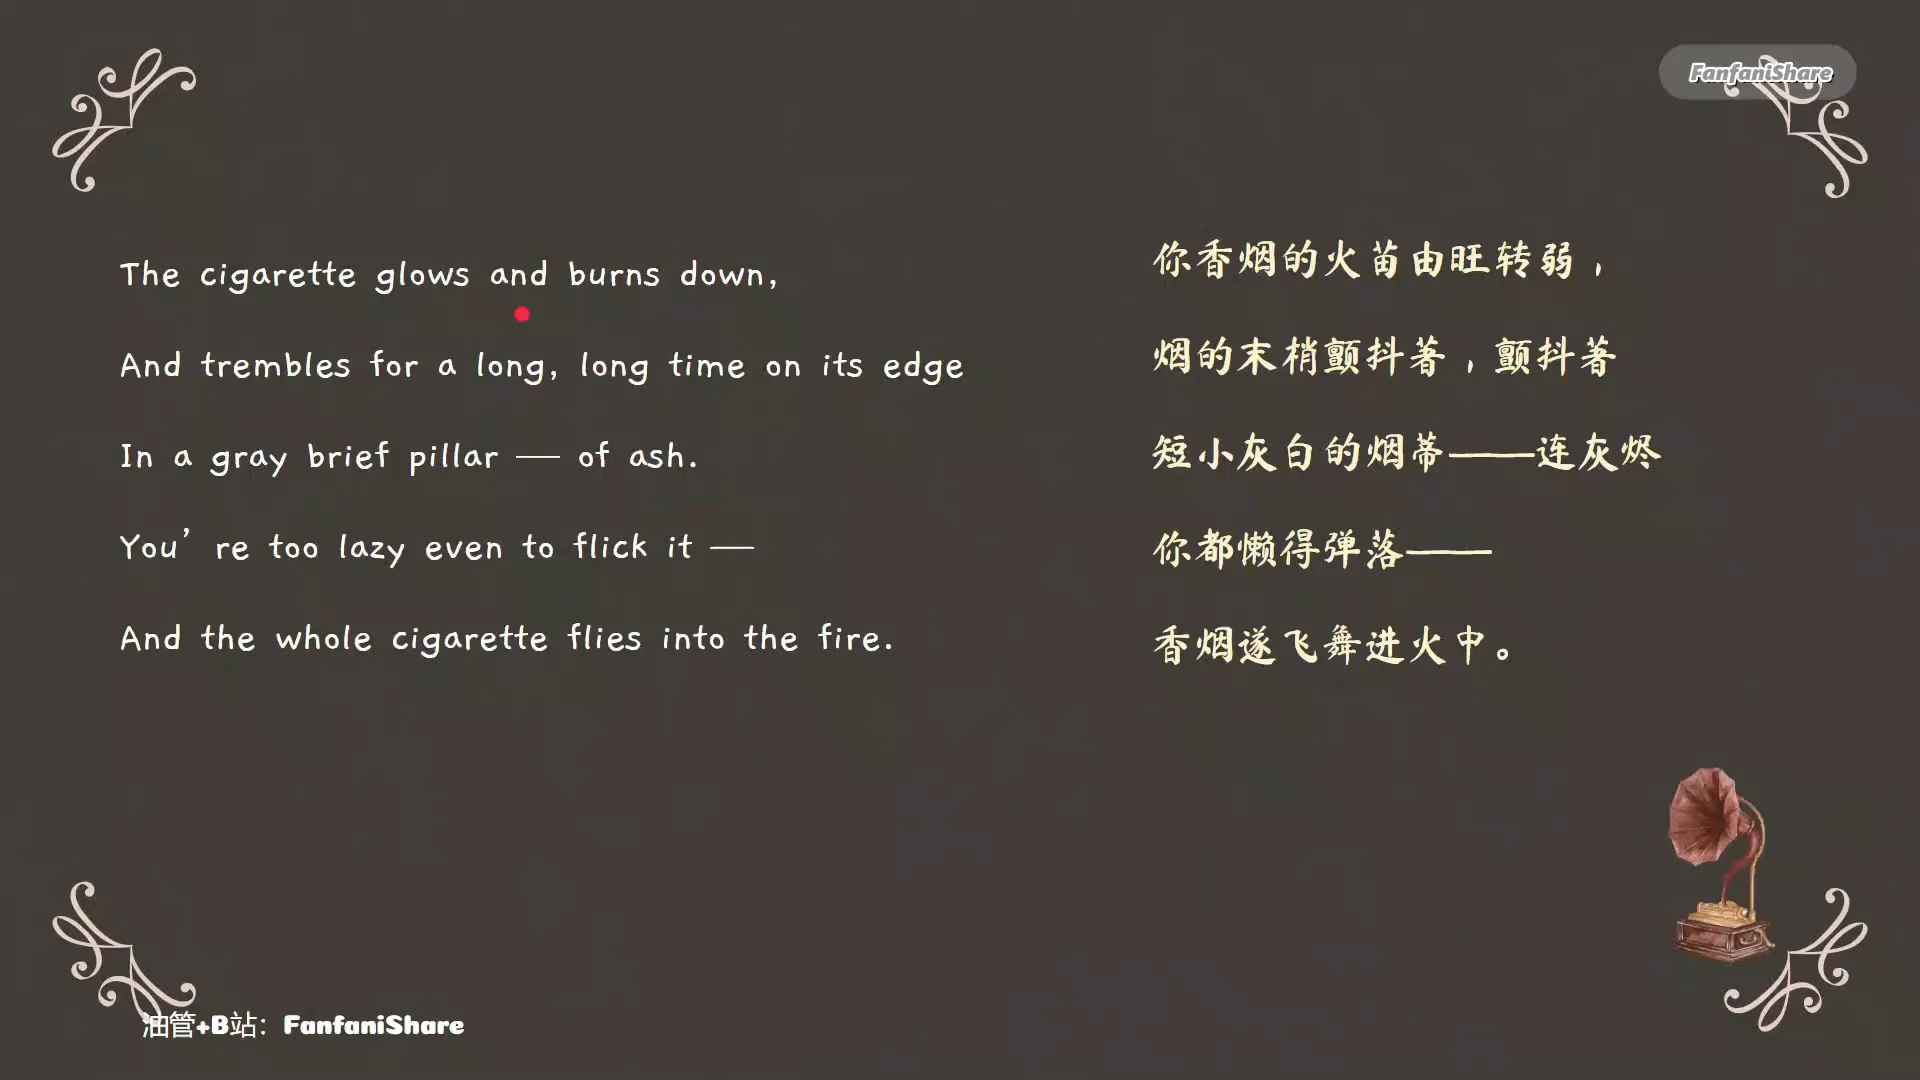 FanfaniShare
The cigarette glows and burns down,
And trembles for a long, long time on its edge
In a gray brief pillar — of ash.
You’re too lazy even to flick it —
And the whole cigarette flies into the fire.
你香烟的火苗由旺转弱，
烟的末梢颤抖著，颤抖著
短小灰白的烟蒂——连灰烬
你都懒得弹落——
香烟遂飞舞进火中。
油管+B站：FanfaniShare